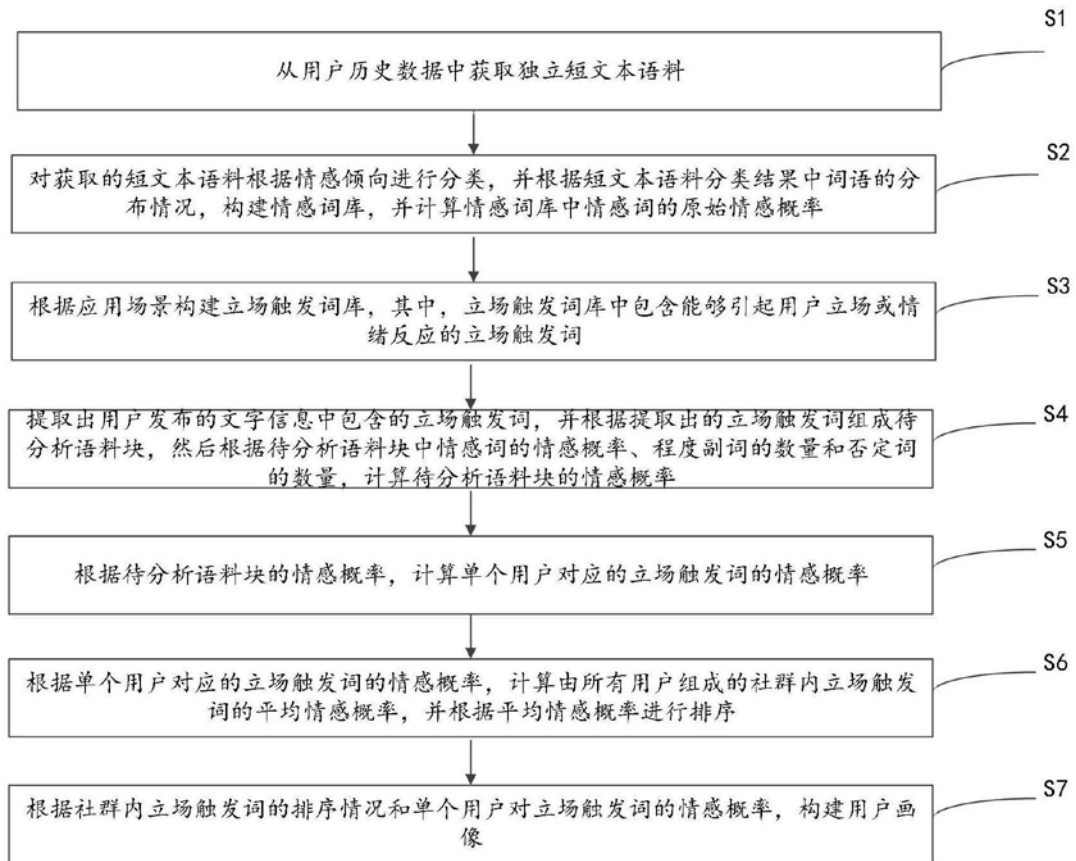 S1
从用户历史数据中获取独立短文本语料
S2
对获取的短文本语料根据情感倾向进行分类，并根据短文本语料分类结果中词语的分
布情况，构建情感词库，并计算情感词库中情感词的原始情感概率
S3
根据应用场景构建立场触发词库，其中，立场触发词库中包含能够引起用户立场或情
绪反应的立场触发词
S4
提取出用户发布的文字信息中包含的立场触发词，并根据提取出的立场触发词组成待
分析语料块，然后根据待分析语料块中情感词的情感概率、程度副词的数量和否定词
的数量，计算待分析语料块的情感概率
S5
根据待分析语料块的情感概率，计算单个用户对应的立场触发词的情感概率
S6
根据单个用户对应的立场触发词的情感概率，计算由所有用户组成的社群内立场触发
词的平均情感概率，并根据平均情感概率进行排序
S7
根据社群内立场触发词的排序情况和单个用户对立场触发词的情感概率，构建用户画
像